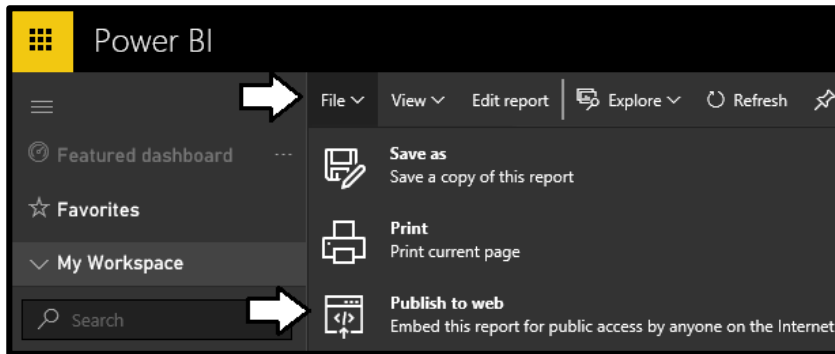 Power BI
File View Edit report Explore Refresh
Featured dashboard ...
Save as
Save a copy of this report
Favorites
Print
Print current page
My Workspace
Publish to web
Search
Embed this report for public access by anyone on the Internet